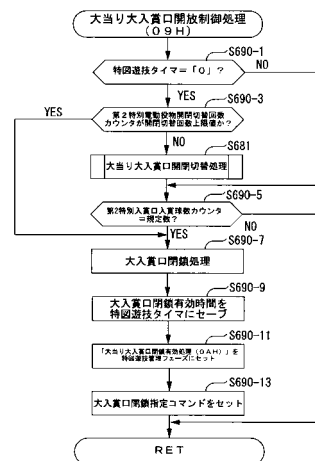 大当り大入賞口開放制御処理
(09H)
S690-1
特図遊技タイマ=「0」?
NO
YES
S690-3
YES
第2特別電動役物開閉切替回数
カウンタが開閉切替回数上限値か?
NO
S681
大当り大入賞口開閉切替処理
S690-5
第2特別入賞口入賞球数カウンタ
=規定数?
NO
YES
S690-7
大入賞口閉鎖処理
S690-9
大入賞口閉鎖有効時間を
特図遊技タイマにセーブ
S690-11
「大当り大入賞口閉鎖有効処理(0AH)」を
特図遊技管理フェーズにセット
S690-13
大入賞口閉鎖指定コマンドをセット
RET